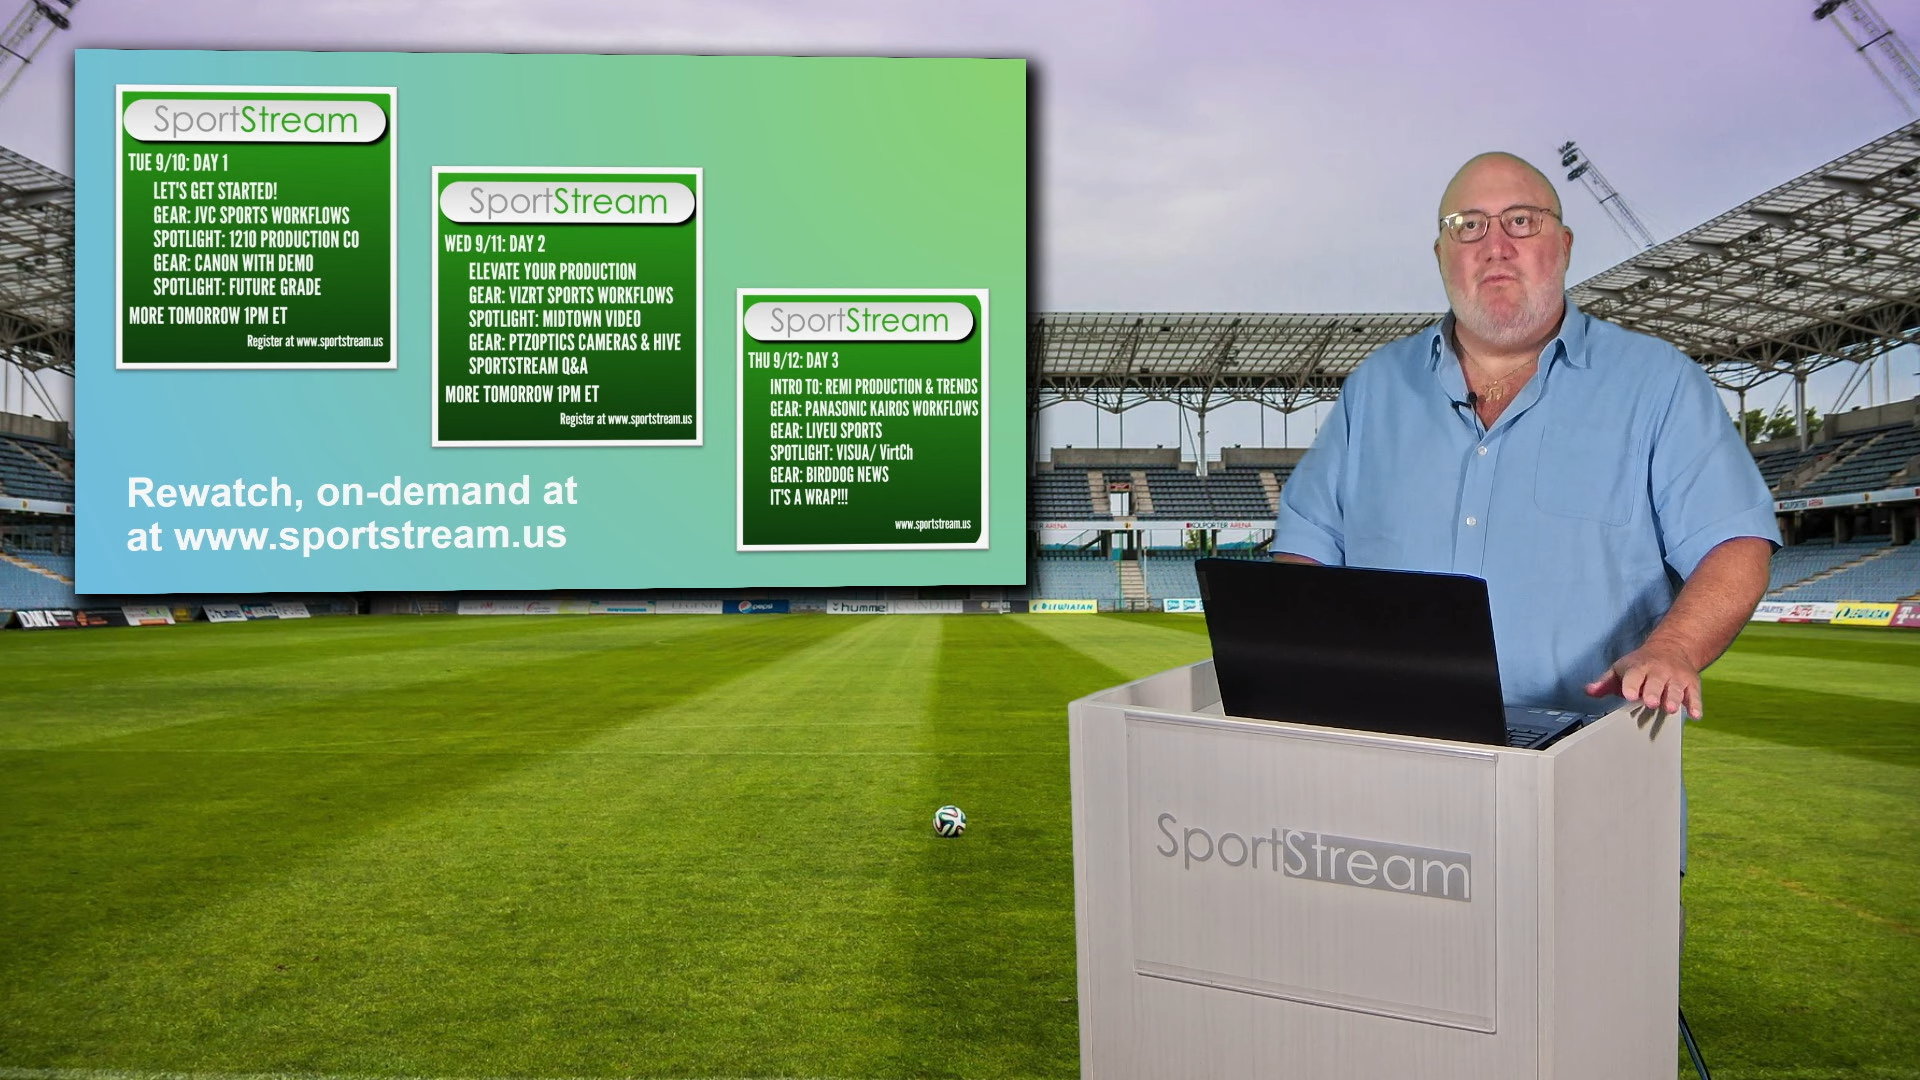 SportStream
TUE 9/10: DAY 1
LET'S GET STARTED!
GEAR: JVC SPORTS WORKFLOWS
SPOTLIGHT: 1210 PRODUCTION CO
GEAR: CANON WITH DEMO
SPOTLIGHT: FUTURE GRADE
MORE TOMORROW 1PM ET
Register at www.sportstream.us
SportStream
WED 9/11: DAY 2
ELEVATE YOUR PRODUCTION
GEAR: VIZRT SPORTS WORKFLOWS
SPOTLIGHT: MIDTOWN VIDEO
GEAR: PTZOPTICS CAMERAS & HIVE
SPORTSTREAM Q&A
MORE TOMORROW 1PM ET
Register at www.sportstream.us
SportStream
THU 9/12: DAY 3
INTRO TO: REMI PRODUCTION & TRENDS
GEAR: PANASONIC KAIROS WORKFLOWS
GEAR: LIVEU SPORTS
SPOTLIGHT: VISUA/ VirtCh
GEAR: BIRDDOG NEWS
IT'S A WRAP!!!
www.sportstream.us
Rewatch, on-demand at
at www.sportstream.us
KOLPORTER ARENA
pepsi
hummel
LEWIATAN
SportStream